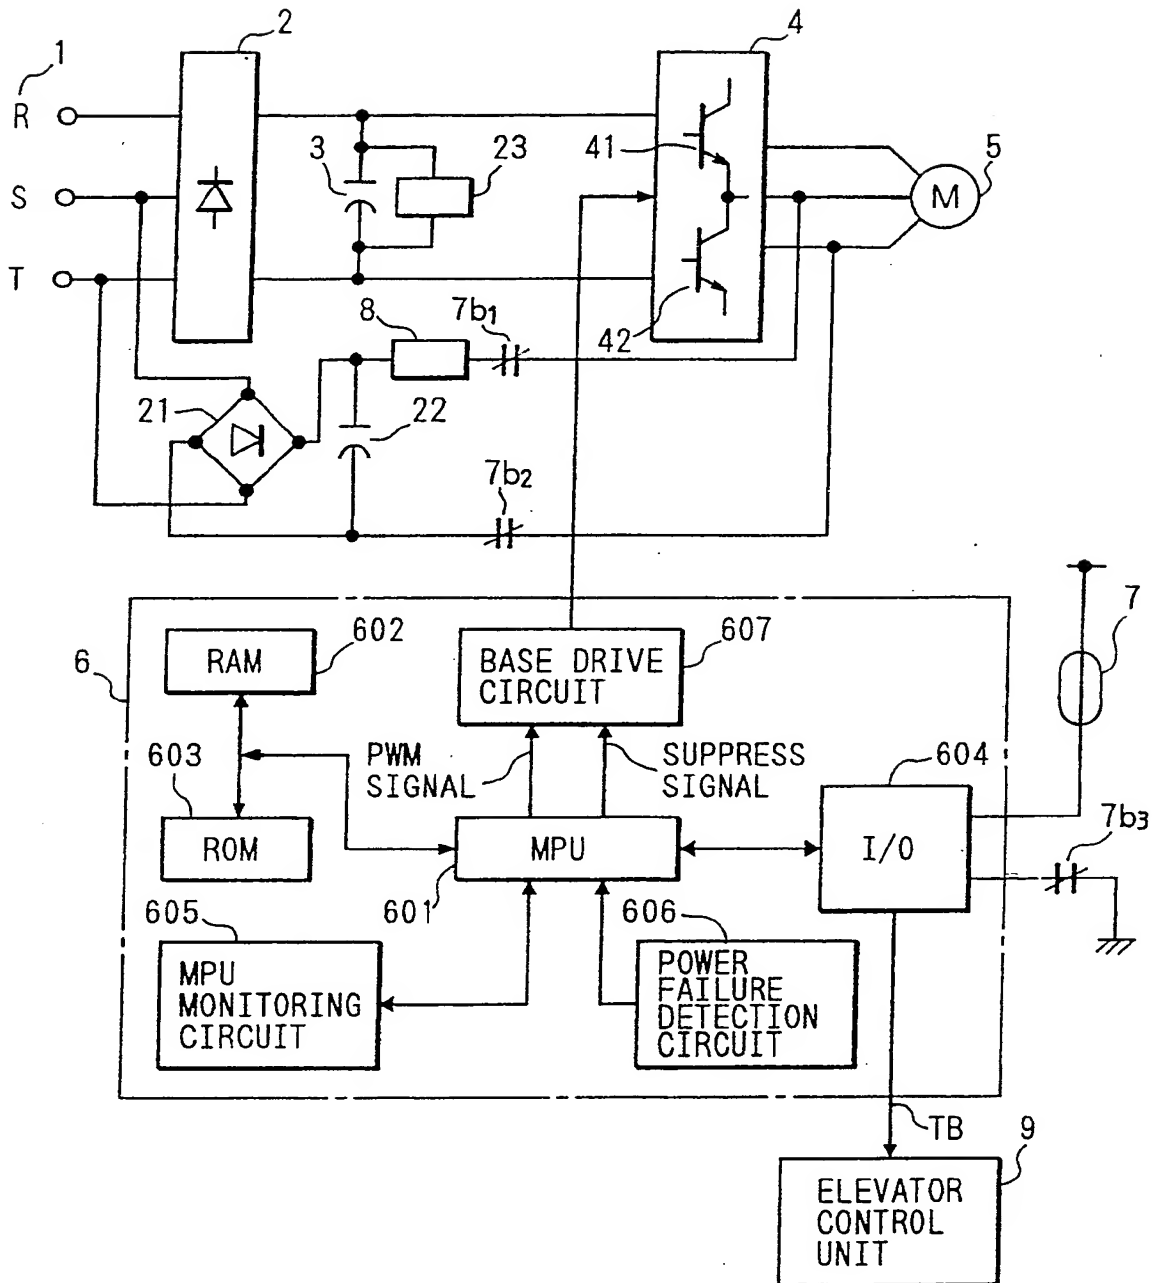 1
2
4
R
S
T
3
23
41
42
5
M
8
7b1
21
22
7b2
6
RAM
602
BASE DRIVE
CIRCUIT
607
7
603
ROM
PWM
SIGNAL
SUPPRESS
SIGNAL
604
I/O
7b3
MPU
601
605
MPU
MONITORING
CIRCUIT
606
POWER
FAILURE
DETECTION
CIRCUIT
TB
9
ELEVATOR
CONTROL
UNIT